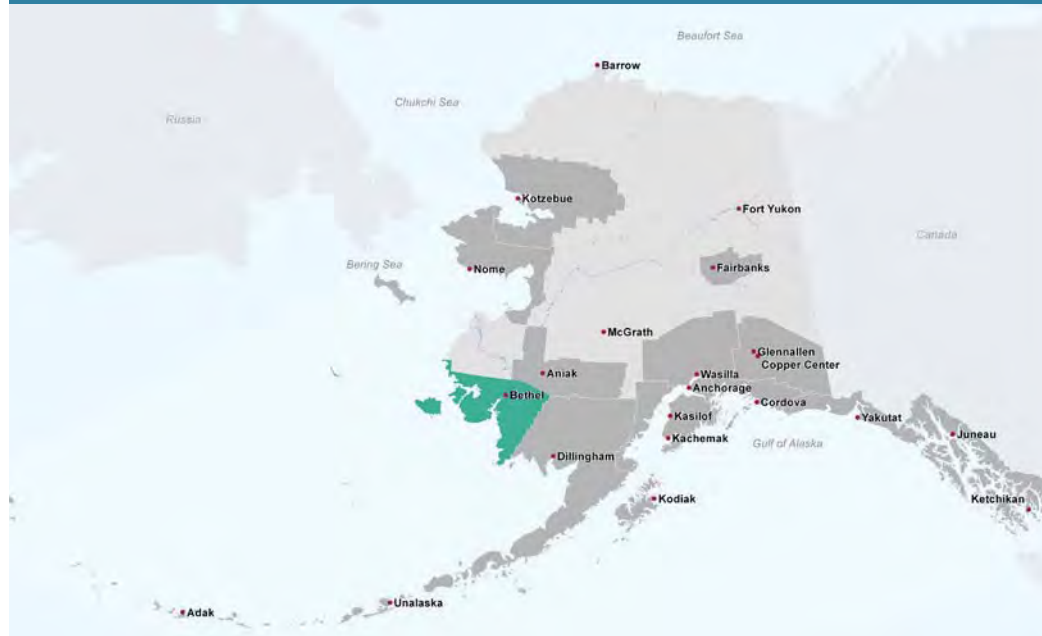 Beaufort Sea
Barrow
Chukchi Sea
Russia
Kotzebue
Fort Yukon
Canada
Bering Sea
Nome
Fairbanks
McGrath
Glennallen
Copper Center
Aniak
Wasilla
Anchorage
Bethel
Cordova
Kasilof
Yakutat
Kachemak
Gulf of Alaska
Juneau
Dillingham
Kodiak
Ketchikan
Unalaska
Adak